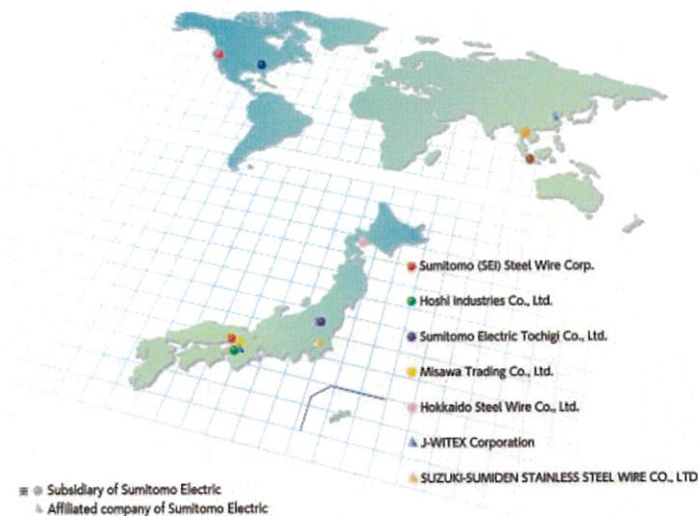 Sumitomo (SEI) Steel Wire Corp.
Hoshi Industries Co., Ltd.
Sumitomo Electric Tochigi Co., Ltd.
Misawa Trading Co., Ltd.
Hokkaido Steel Wire Co., Ltd.
J-WITEX Corporation
SUZUKI-SUMIDEN STAINLESS STEEL WIRE CO., LTD
※ Subsidiary of Sumitomo Electric
Affiliated company of Sumitomo Electric